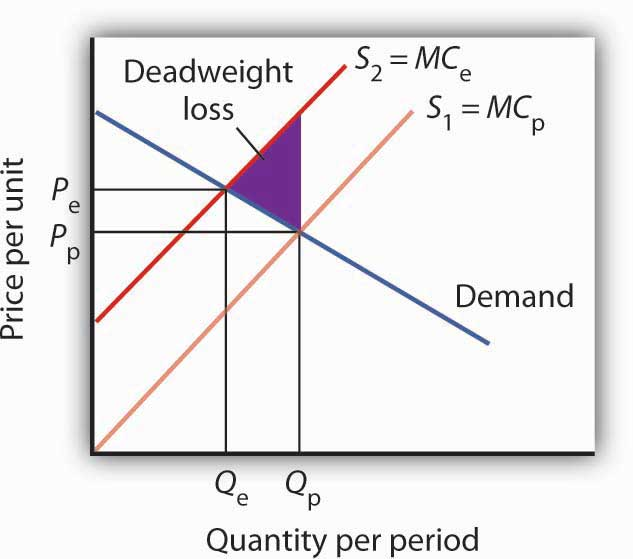 Deadweight
loss
S₂ = MCₑ
S₁ = MCₚ
Pₑ
Pₚ
Price per unit
Demand
Qₑ
Qₚ
Quantity per period